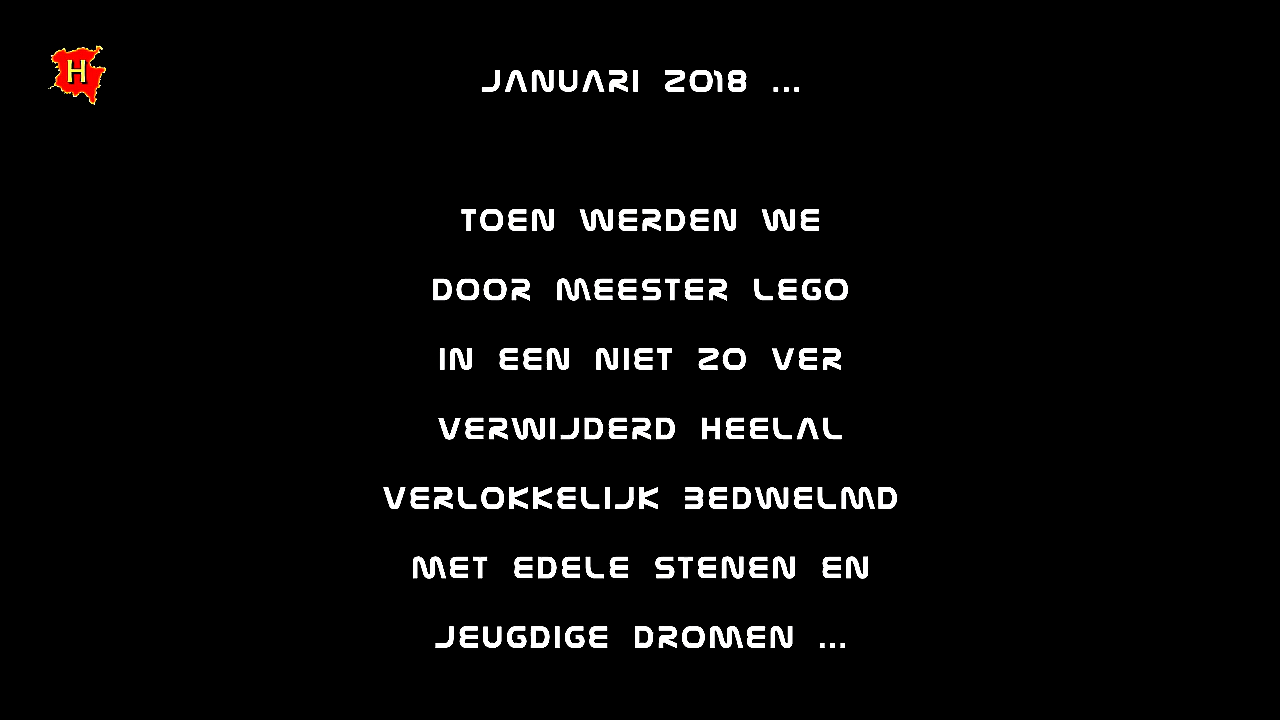 H
JANUARI 2018 ...
TOEN WERDEN WE
DOOR MEESTER LEGO
IN EEN NIET ZO VER
VERWIJDERD HEELAL
VERLOKKELIJK BEDWELMD
MET EDELE STENEN EN
JEUGDIGE DROMEN ...